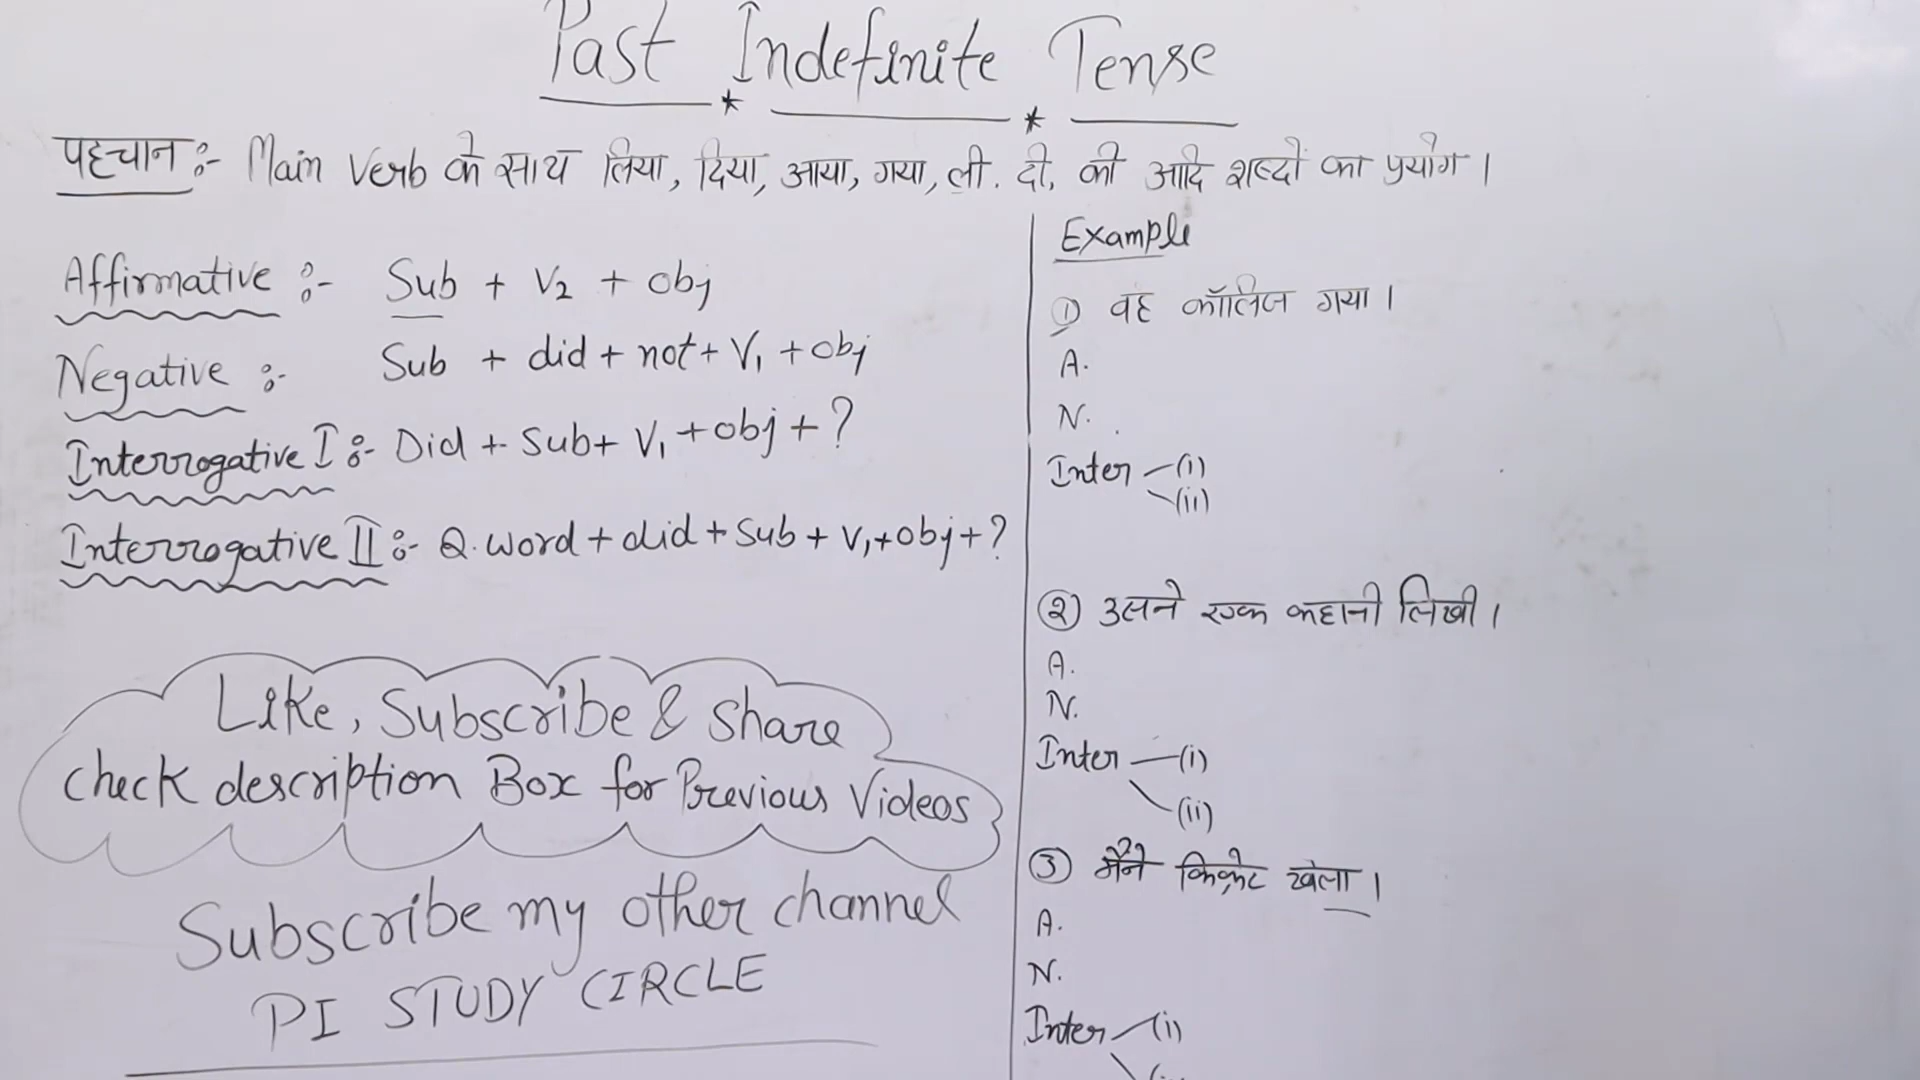 Past Indefinite Tense
पहचान :- Main Verb के साथ लिया, दिया, आया, गया, ली. दी, की आदि शब्दों का प्रयोग।
Affirmative :- Sub + V2 + obj
Negative :- Sub + did + not + V1 + obj
Interrogative I :- Did + Sub + V1 + obj + ?
Interrogative II :- Q. word + did + Sub + V1 + obj + ?
Like, Subscribe & Share
check description Box for Previous Videos
Subscribe my other channel
PI STUDY CIRCLE
Example
① वह कॉलिज गया।
A.
N.
Inter (i)
(ii)
② उसने एक कहानी लिखी।
A.
N.
Inter (i)
(ii)
③ मैंने क्रिकेट खेला।
A.
N.
Inter (i)